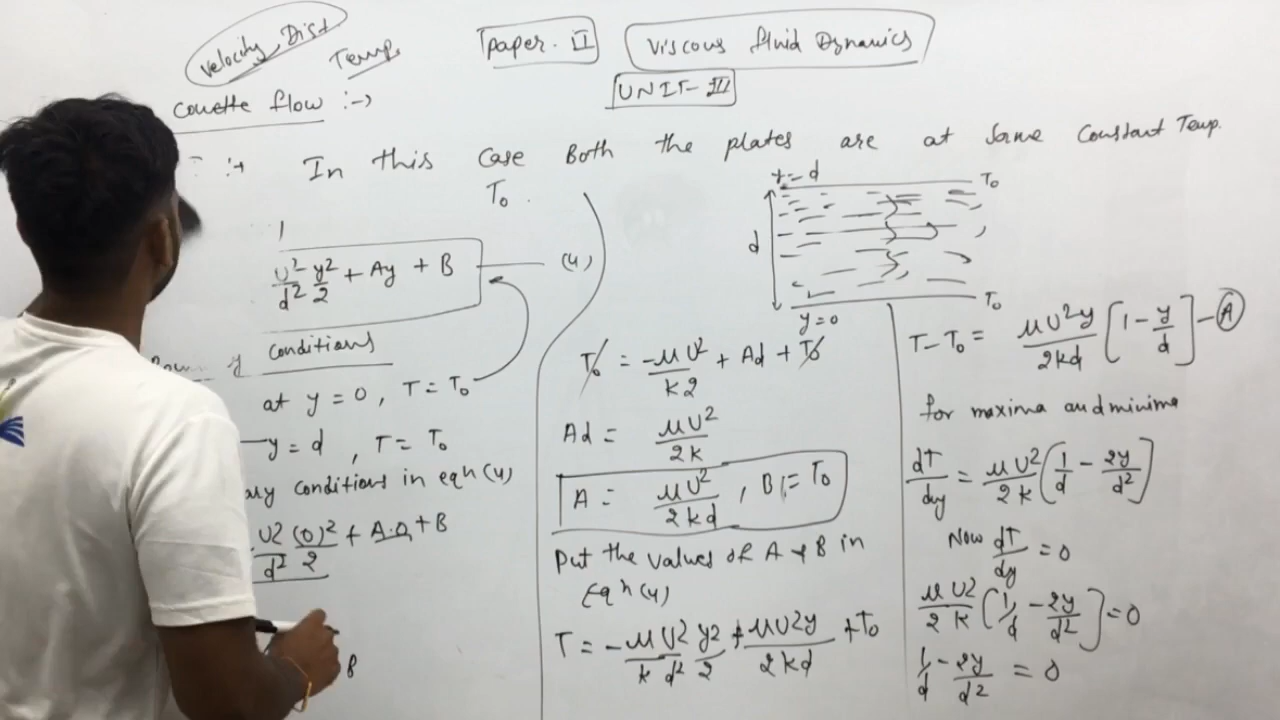 Velocity, Dist.
Temp.
Paper. II
Viscous fluid Dynamics
UNIT-III
couette flow :→
:→ In this case Both the plates are at Same Constant Temp.
T₀.
U²/d² y²/2 + Ay + B — (4)
conditions
at y = 0, T = T₀
y = d, T = T₀
conditions in eqn (4)
U²/d² (0)²/2 + A.0 + B
B
T₀ = -μU²/k2 + Ad + T₀
Ad = μU²/2k
A = μU²/2kd, B = T₀
Put the values of A & B in
Eqn (4)
T = -μU²/kd² y²/2 + μU²y/2kd + T₀
y = d
T₀
d
T₀
y = 0
T - T₀ = μU²y/2kd [1 - y/d] - A
for maxima and minima
dT/dy = μU²/2k (1/d - 2y/d²]
Now dT/dy = 0
μU²/2k (1/d - 2y/d²] = 0
1/d - 2y/d² = 0